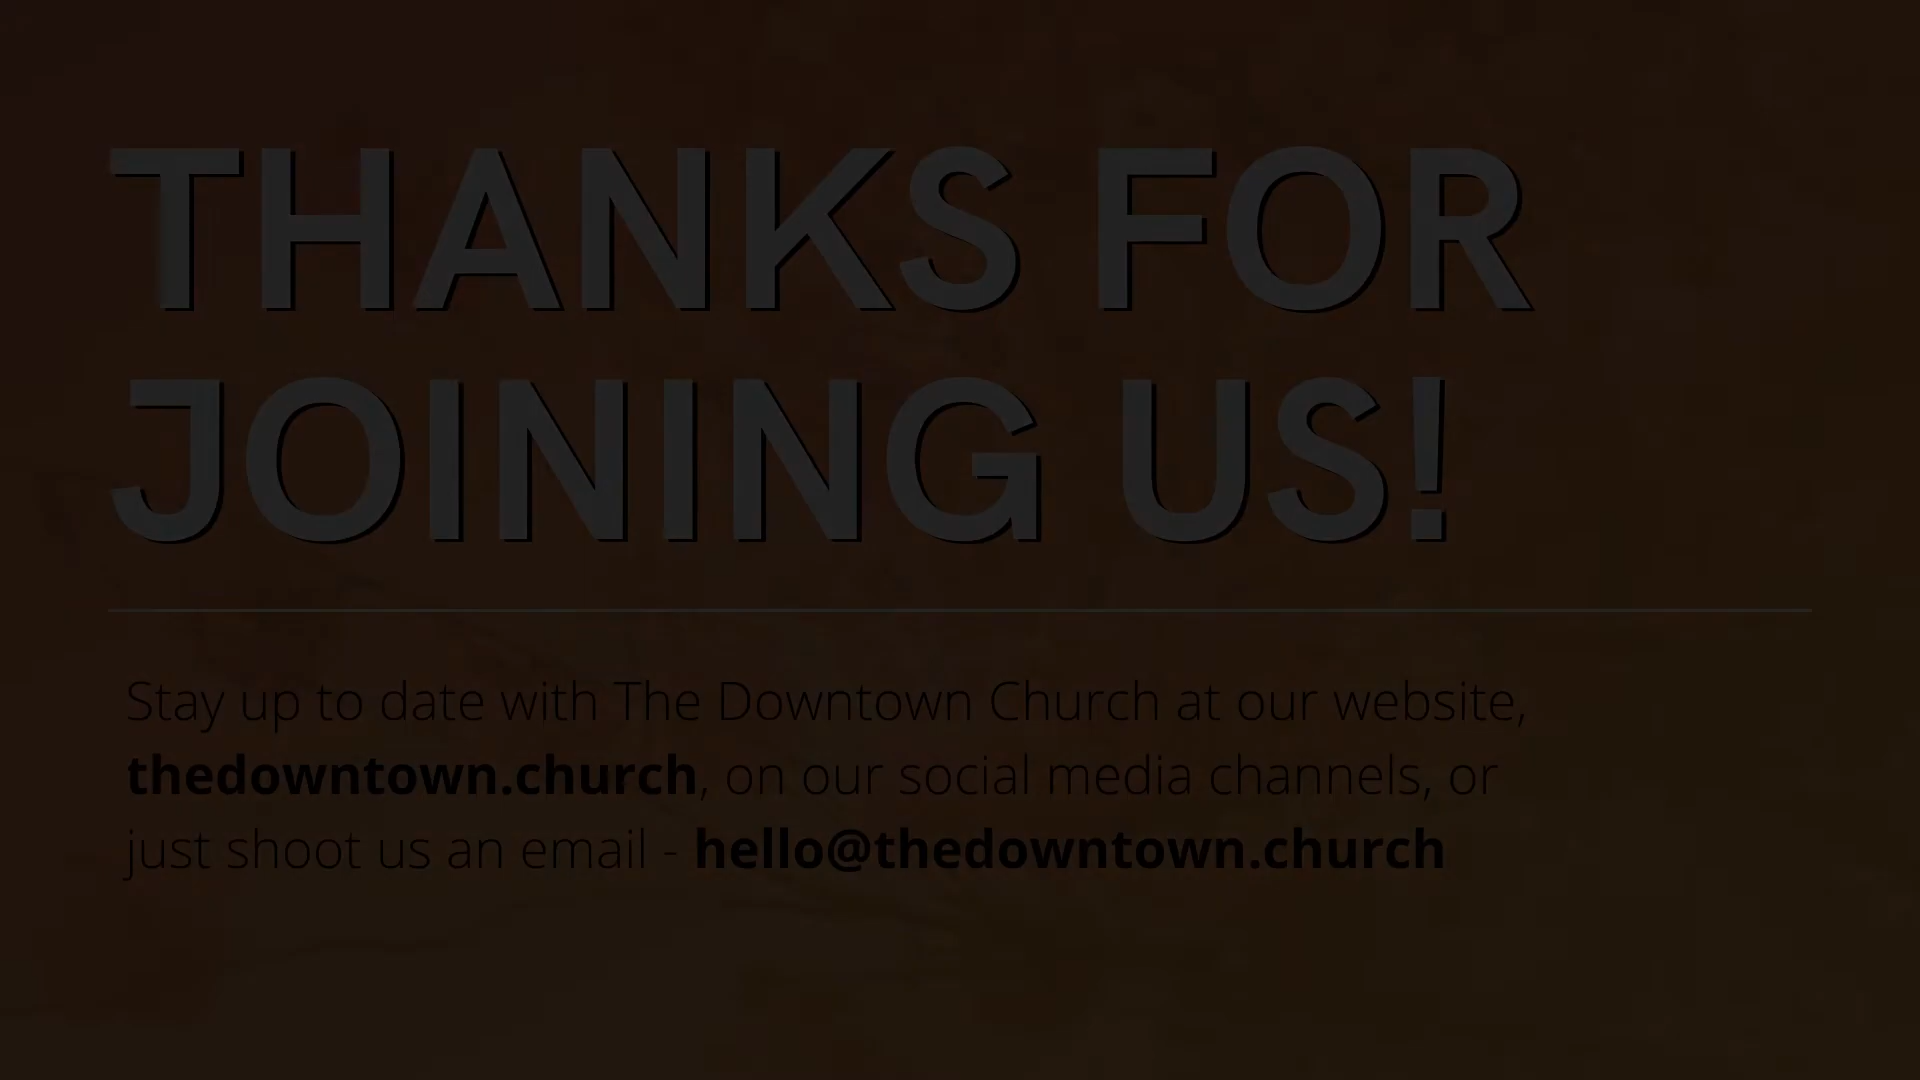 THANKS FOR
JOINING US!
Stay up to date with The Downtown Church at our website,
thedowntown.church, on our social media channels, or
just shoot us an email - hello@thedowntown.church